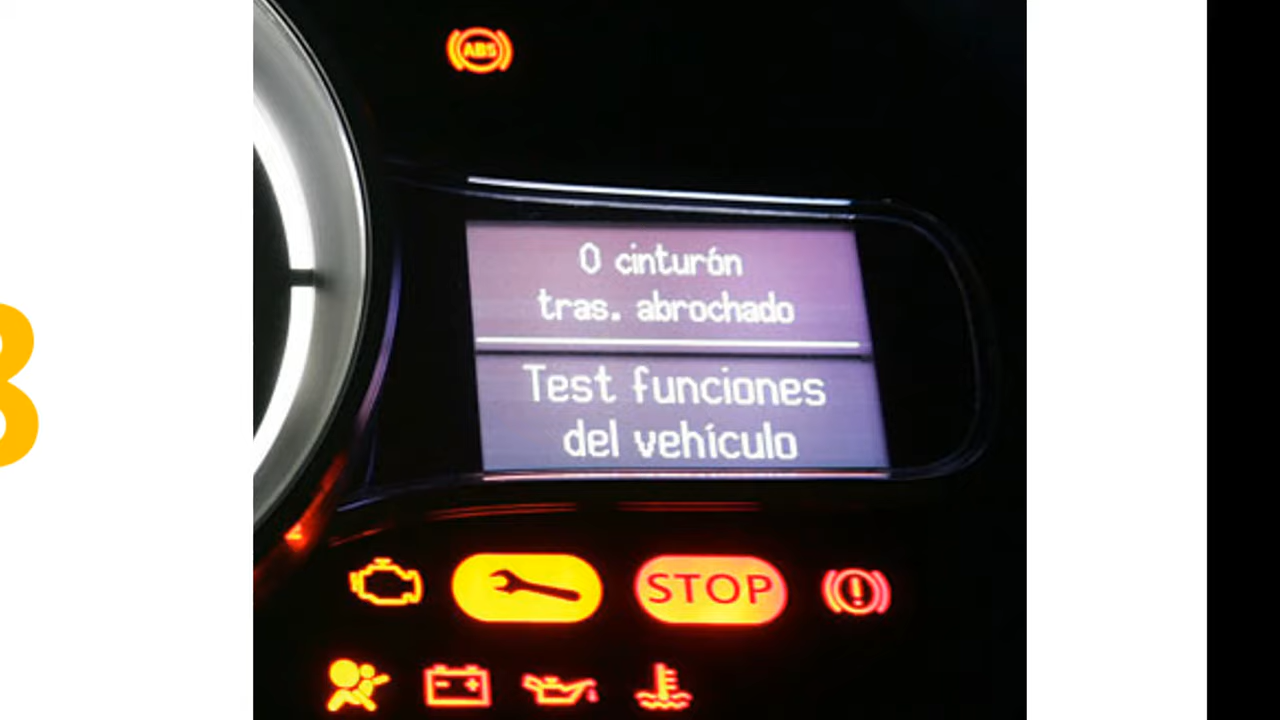 ABS
0 cinturón
tras. abrochado
Test funciones
del vehículo
STOP